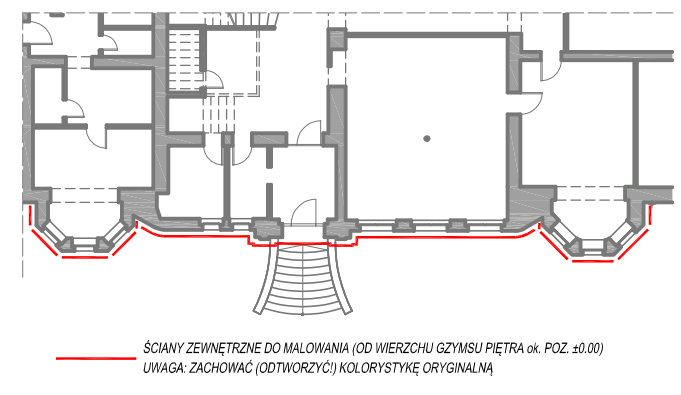 ŚCIANY ZEWNĘTRZNE DO MALOWANIA (OD WIERZCHU GZYMSU PIĘTRA ok. POZ. ±0.00)
UWAGA: ZACHOWAĆ (ODTWORZYĆ!) KOLORYSTYKĘ ORYGINALNĄ